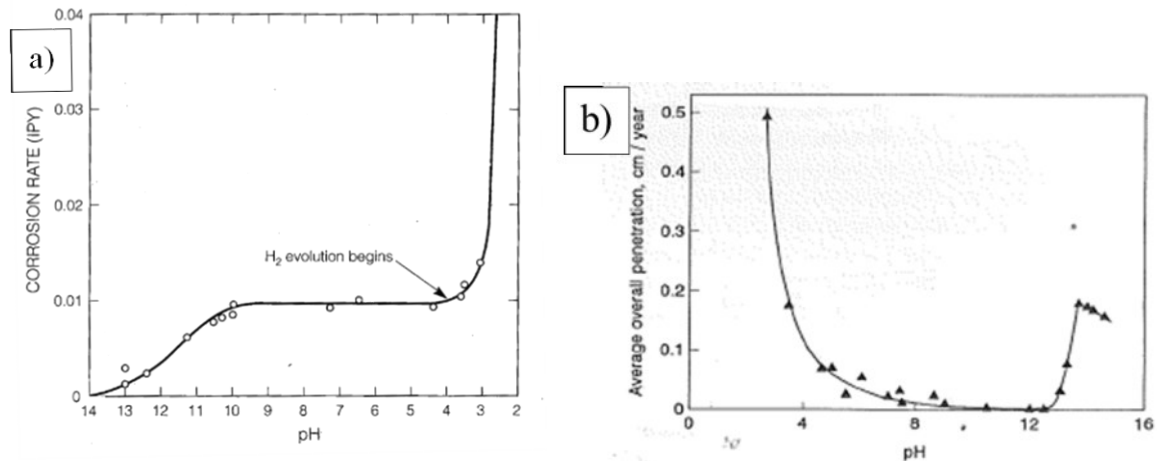 a)
CORROSION RATE (IPY)
0.04
0.03
0.02
0.01
0
H2 evolution begins
14 13 12 11 10 9 8 7 6 5 4 3 2
pH
b)
Average overall penetration, cm / year
0.5
0.4
0.3
0.2
0.1
0
0 4 8 12 16
pH